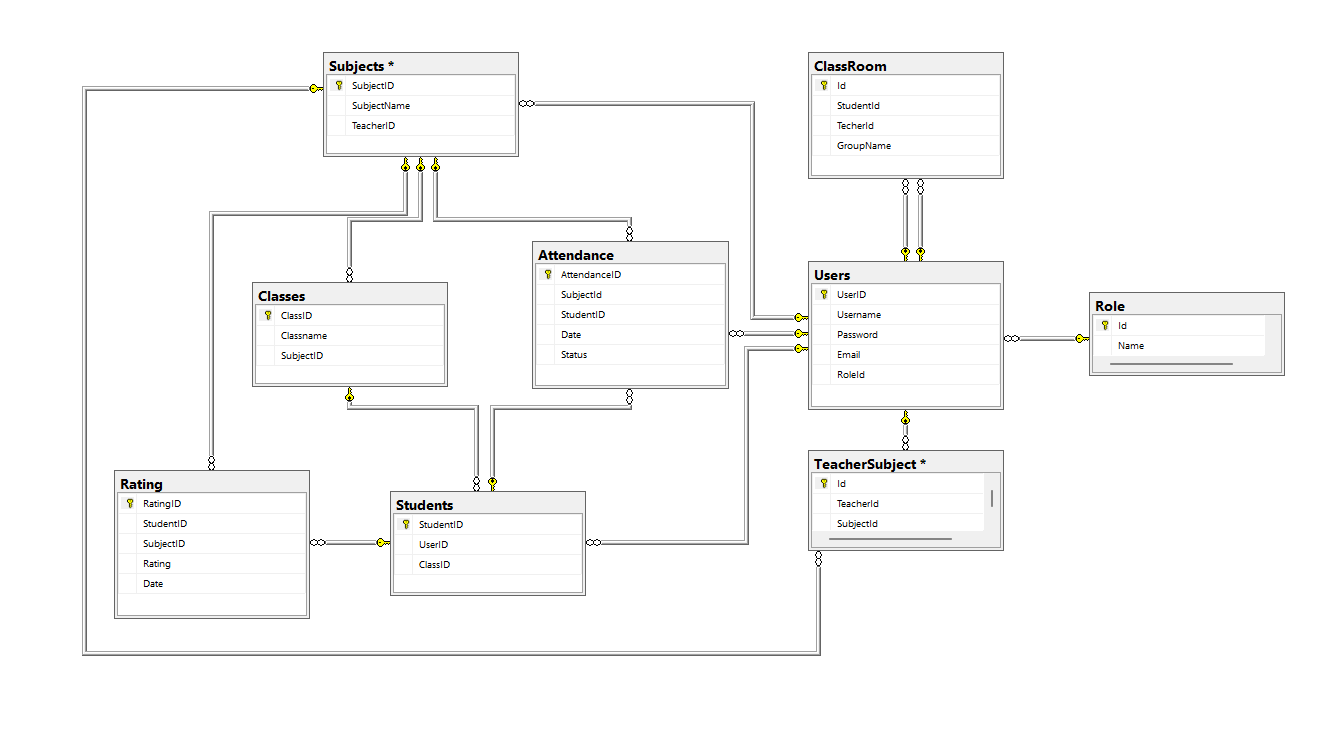 Subjects *
SubjectID
SubjectName
TeacherID
ClassRoom
Id
StudentId
TecherId
GroupName
Attendance
AttendanceID
SubjectId
StudentID
Date
Status
Users
UserID
Username
Password
Email
RoleId
Role
Id
Name
Classes
ClassID
Classname
SubjectID
TeacherSubject *
Id
TeacherId
SubjectId
Rating
RatingID
StudentID
SubjectID
Rating
Date
Students
StudentID
UserID
ClassID